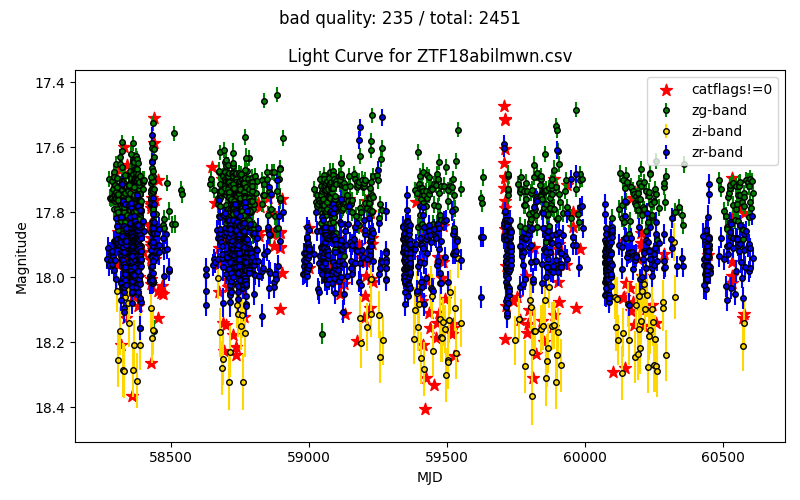 bad quality: 235 / total: 2451
Light Curve for ZTF18abilmwn.csv
17.4
17.6
17.8
18.0
18.2
18.4
Magnitude
catflags!=0
zg-band
zi-band
zr-band
58500
59000
59500
60000
60500
MJD